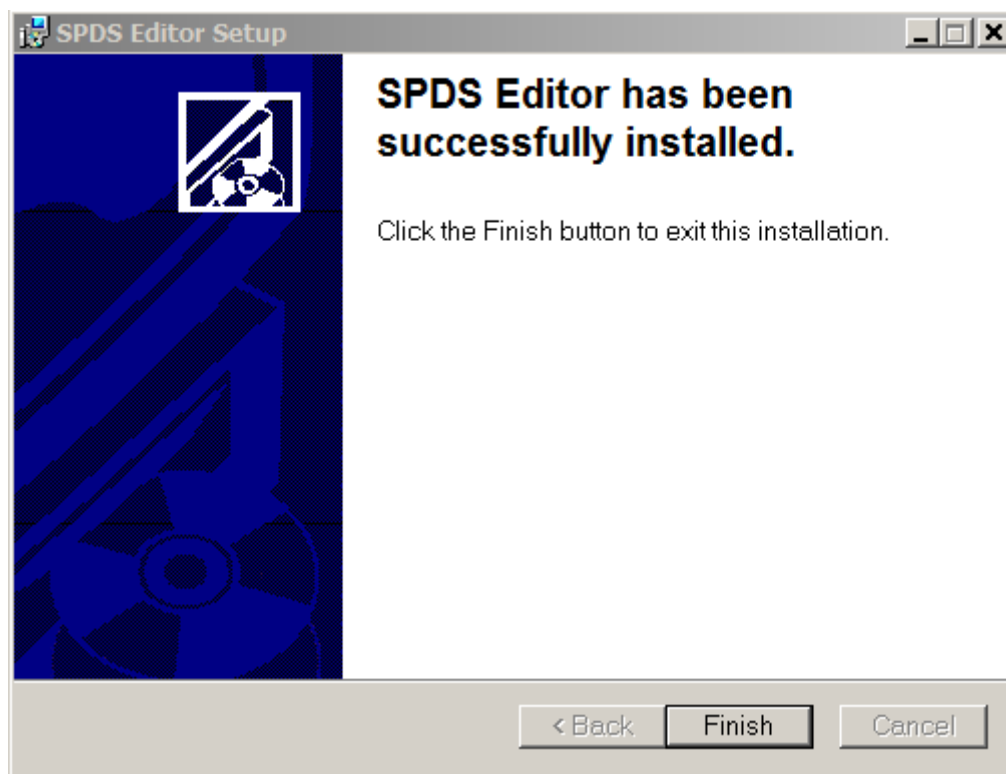 SPDS Editor Setup
SPDS Editor has been
successfully installed.
Click the Finish button to exit this installation.
< Back
Finish
Cancel